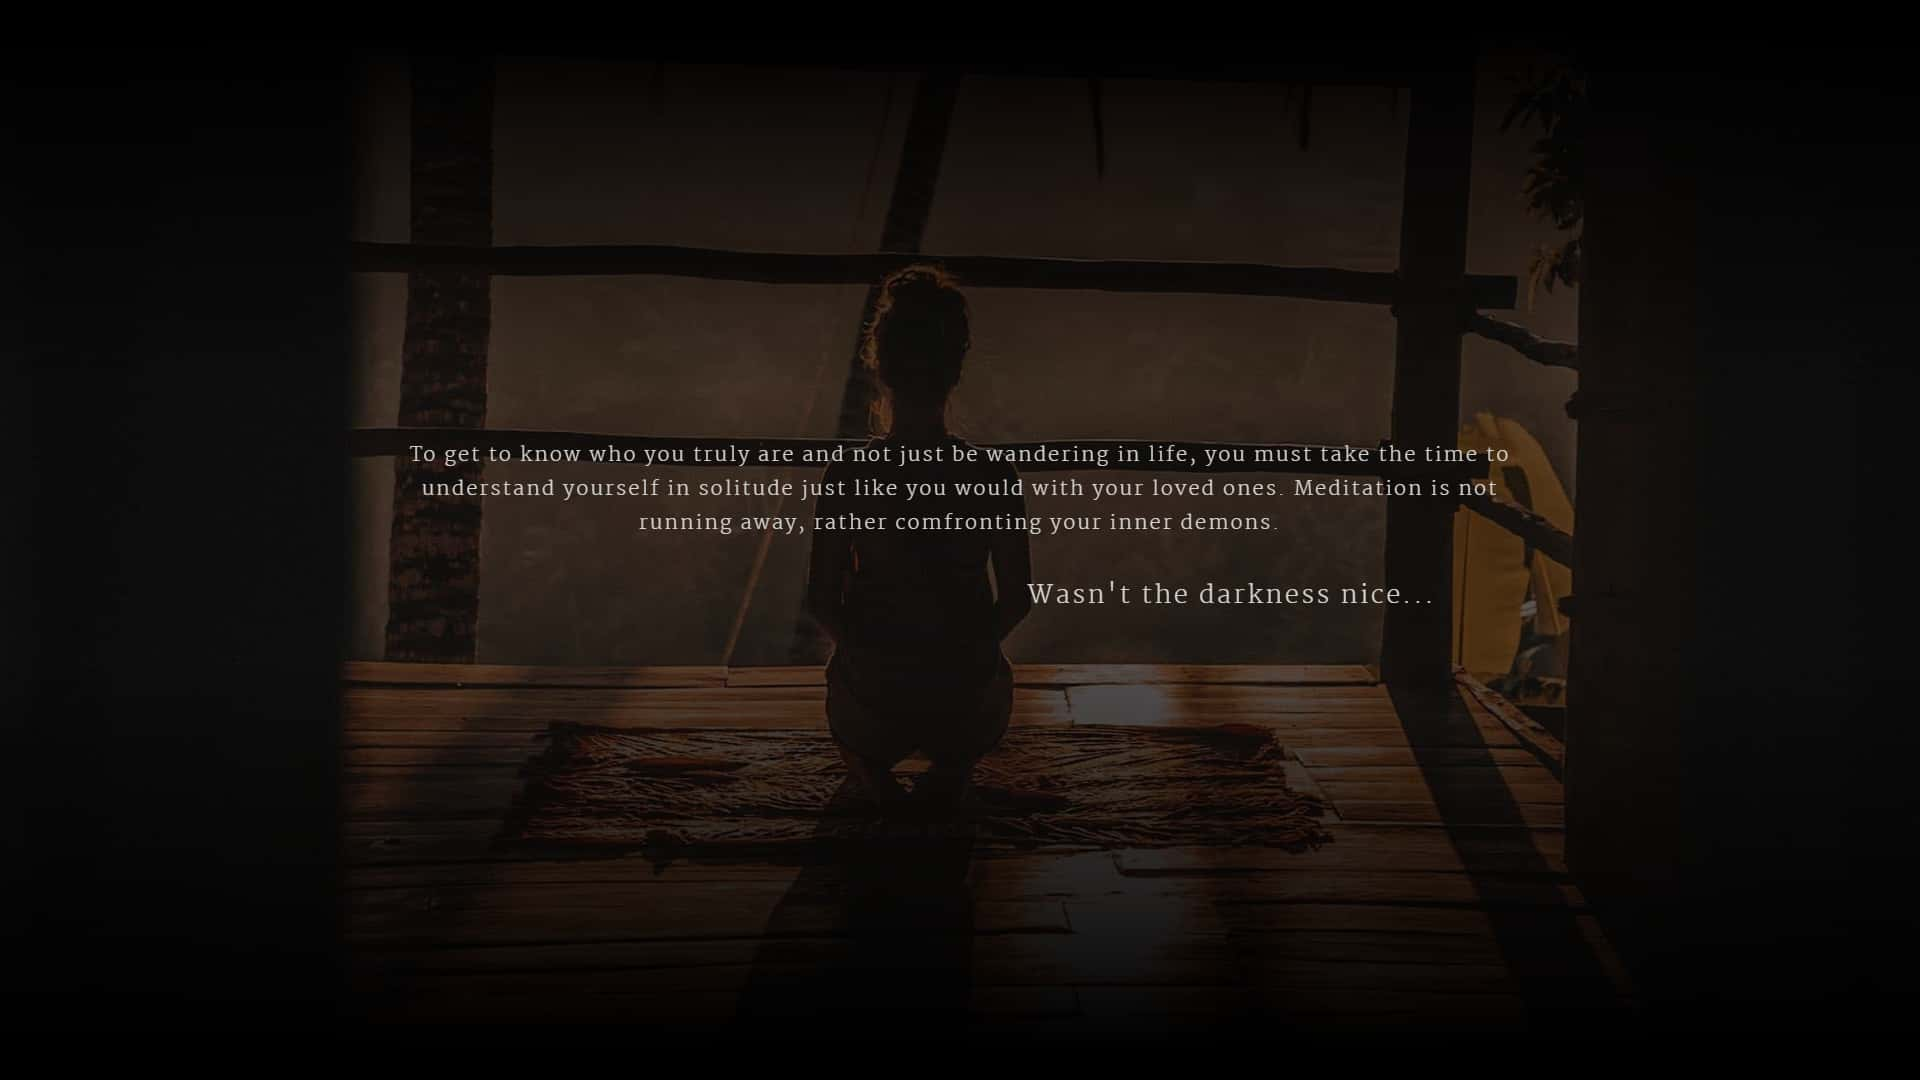 To get to know who you truly are and not just be wandering in life, you must take the time to
understand yourself in solitude just like you would with your loved ones. Meditation is not
running away, rather comfronting your inner demons.
Wasn't the darkness nice...